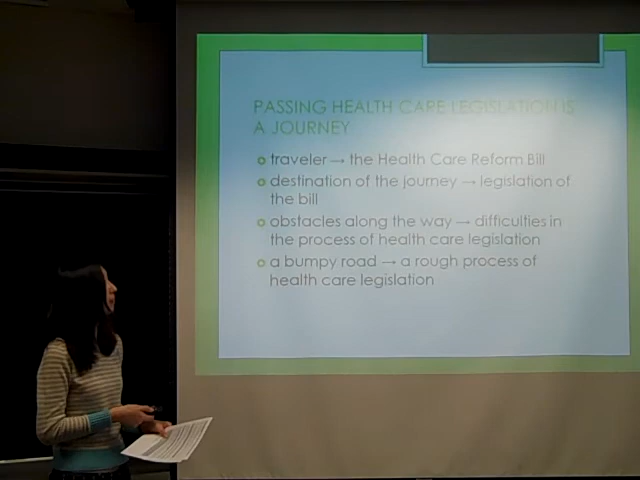 PASSING HEALTH CARE LEGISLATION IS
A JOURNEY
traveler → the Health Care Reform Bill
destination of the journey → legislation of
the bill
obstacles along the way → difficulties in
the process of health care legislation
a bumpy road → a rough process of
health care legislation